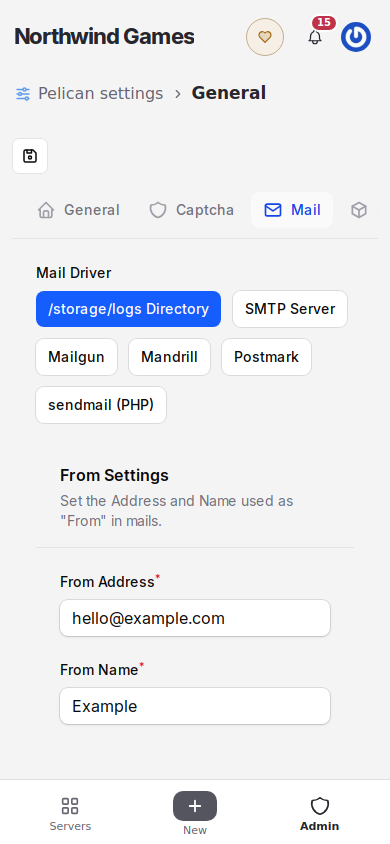 Northwind Games
15
Pelican settings > General
General Captcha Mail
Mail Driver
/storage/logs Directory SMTP Server
Mailgun Mandrill Postmark
sendmail (PHP)
From Settings
Set the Address and Name used as
"From" in mails.
From Address*
hello@example.com
From Name*
Example
Servers New Admin